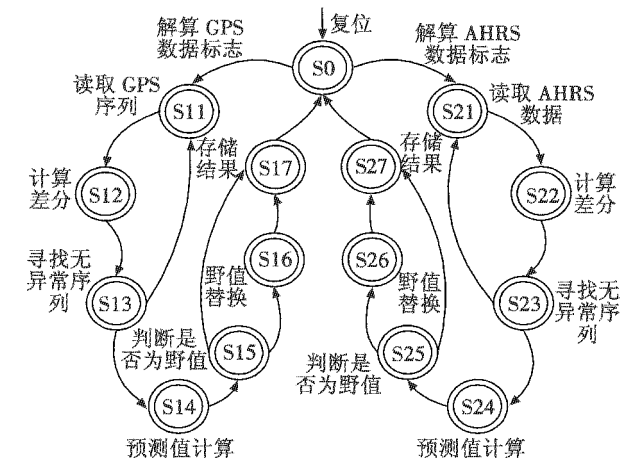 复位
解算 GPS
数据标志
S0
解算 AHRS
数据标志
读取 GPS
序列
S11
S21
读取 AHRS
数据
存储
结果
S17
S27
存储
结果
计算
差分
S12
S22
计算
差分
寻找无
异常序
列
S13
S16
野值
替换
S26
野值
替换
S23
寻找无
异常序
列
判断是
否为野值
S15
判断是
否为野值
S25
S14
S24
预测值计算
预测值计算